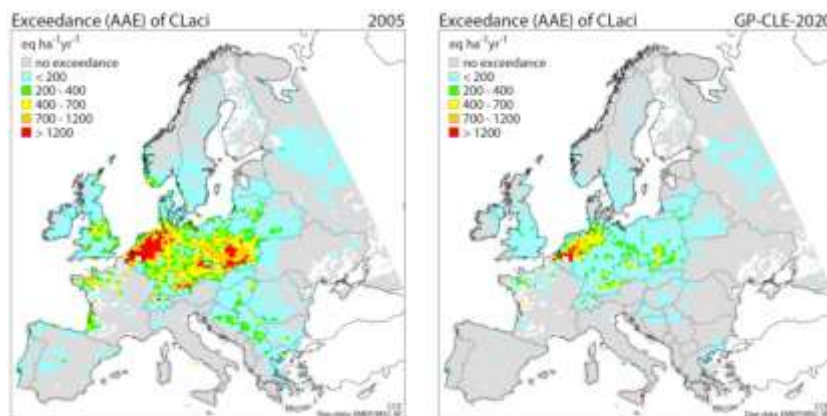 Exceedance (AAE) of CLaci 2005
eq ha⁻¹yr⁻¹
no exceedance
< 200
200 - 400
400 - 700
700 - 1200
> 1200
CCE
Exceedance (AAE) of CLaci GP-CLE-2020
eq ha⁻¹yr⁻¹
no exceedance
< 200
200 - 400
400 - 700
700 - 1200
> 1200
CCE